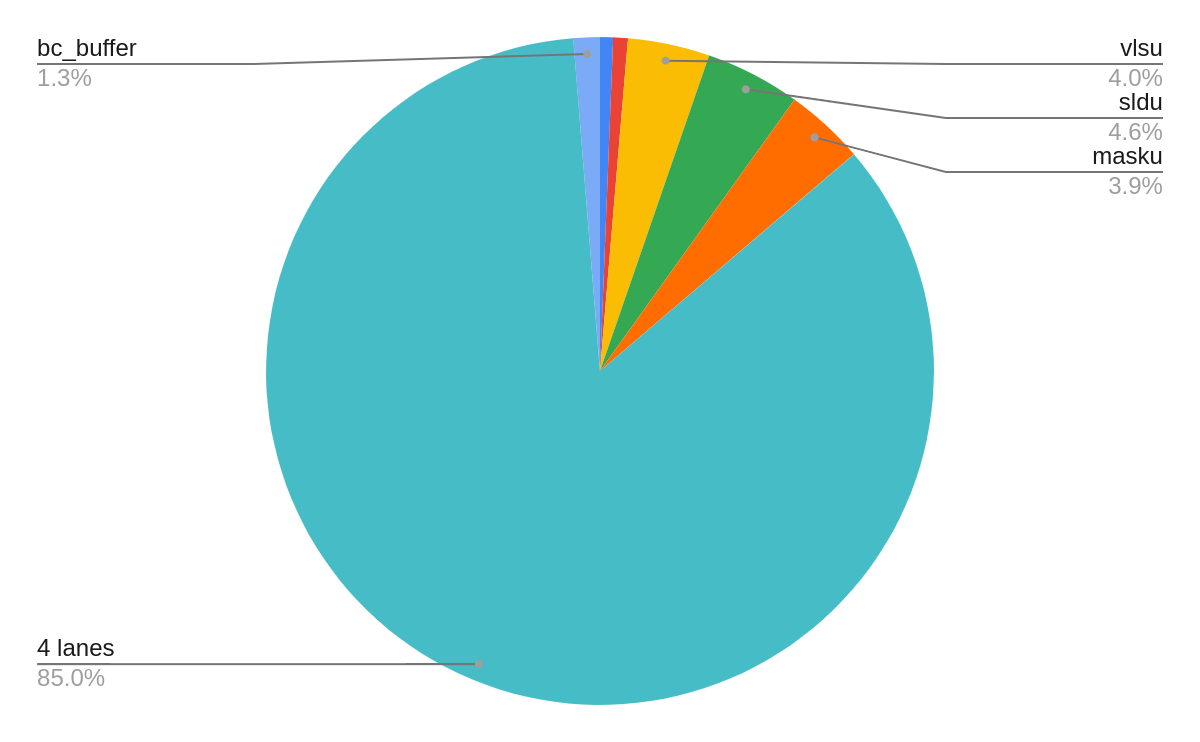 bc_buffer
1.3%
vlsu
4.0%
sldu
4.6%
masku
3.9%
4 lanes
85.0%